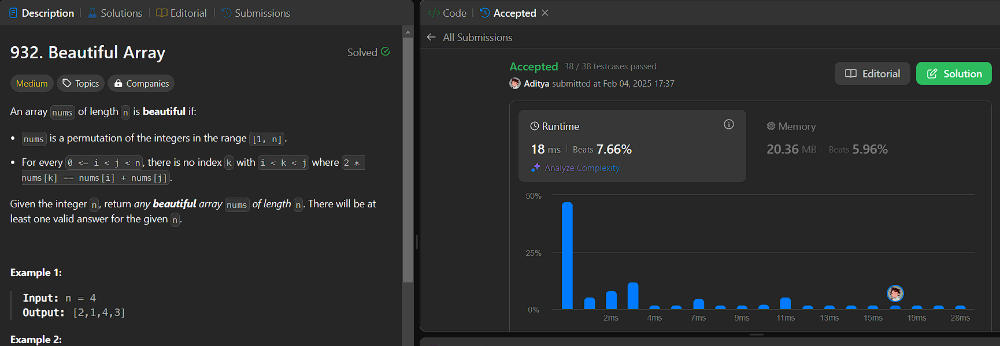 Description | Solutions | Editorial | Submissions
932. Beautiful Array
Solved
Medium Topics Companies
An array nums of length n is beautiful if:
• nums is a permutation of the integers in the range [1, n].
• For every 0 <= i < j < n, there is no index k with i < k < j where 2 *
nums[k] == nums[i] + nums[j].
Given the integer n, return any beautiful array nums of length n. There will be at
least one valid answer for the given n.
Example 1:
Input: n = 4
Output: [2,1,4,3]
Example 2:
</> Code | Accepted ×
← All Submissions
Accepted 38 / 38 testcases passed
Aditya submitted at Feb 04, 2025 17:37
Editorial Solution
Runtime
18 ms | Beats 7.66%
Analyze Complexity
Memory
20.36 MB | Beats 5.96%
50%
25%
0%
2ms 4ms 7ms 9ms 11ms 13ms 15ms 19ms 28ms